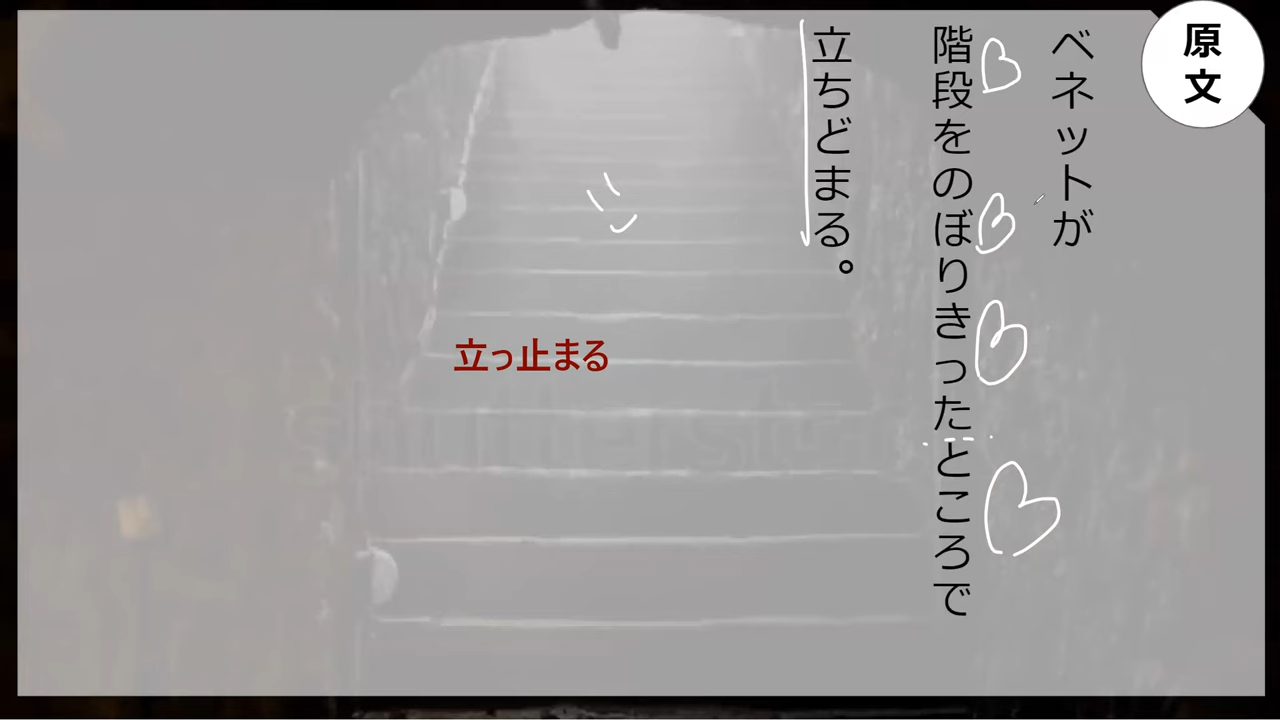 原文
ベネットが
階段をのぼりきったところで
立ちどまる。
立っ止まる